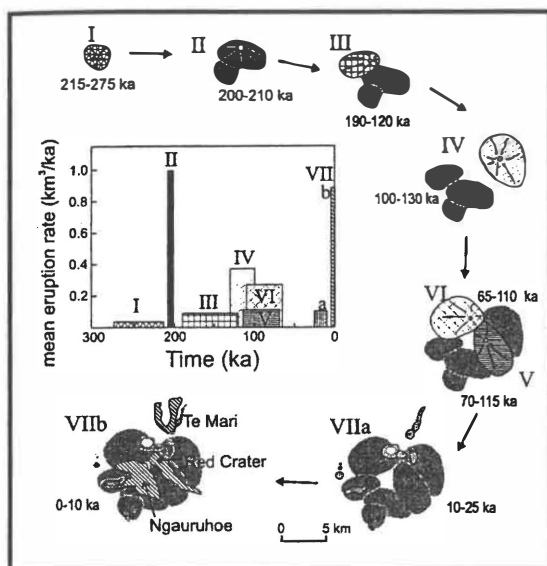 I
215-275 ka
II
200-210 ka
III
190-120 ka
IV
100-130 ka
mean eruption rate (km³/ka)
1.0
0.8
0.6
0.4
0.2
I
II
III
IV
VI
V
a
VII
b
300
200
100
0
Time (ka)
VI
65-110 ka
V
70-115 ka
VIIb
Te Mari
Red Crater
0-10 ka
Ngauruhoe
VIIa
10-25 ka
0 5 km